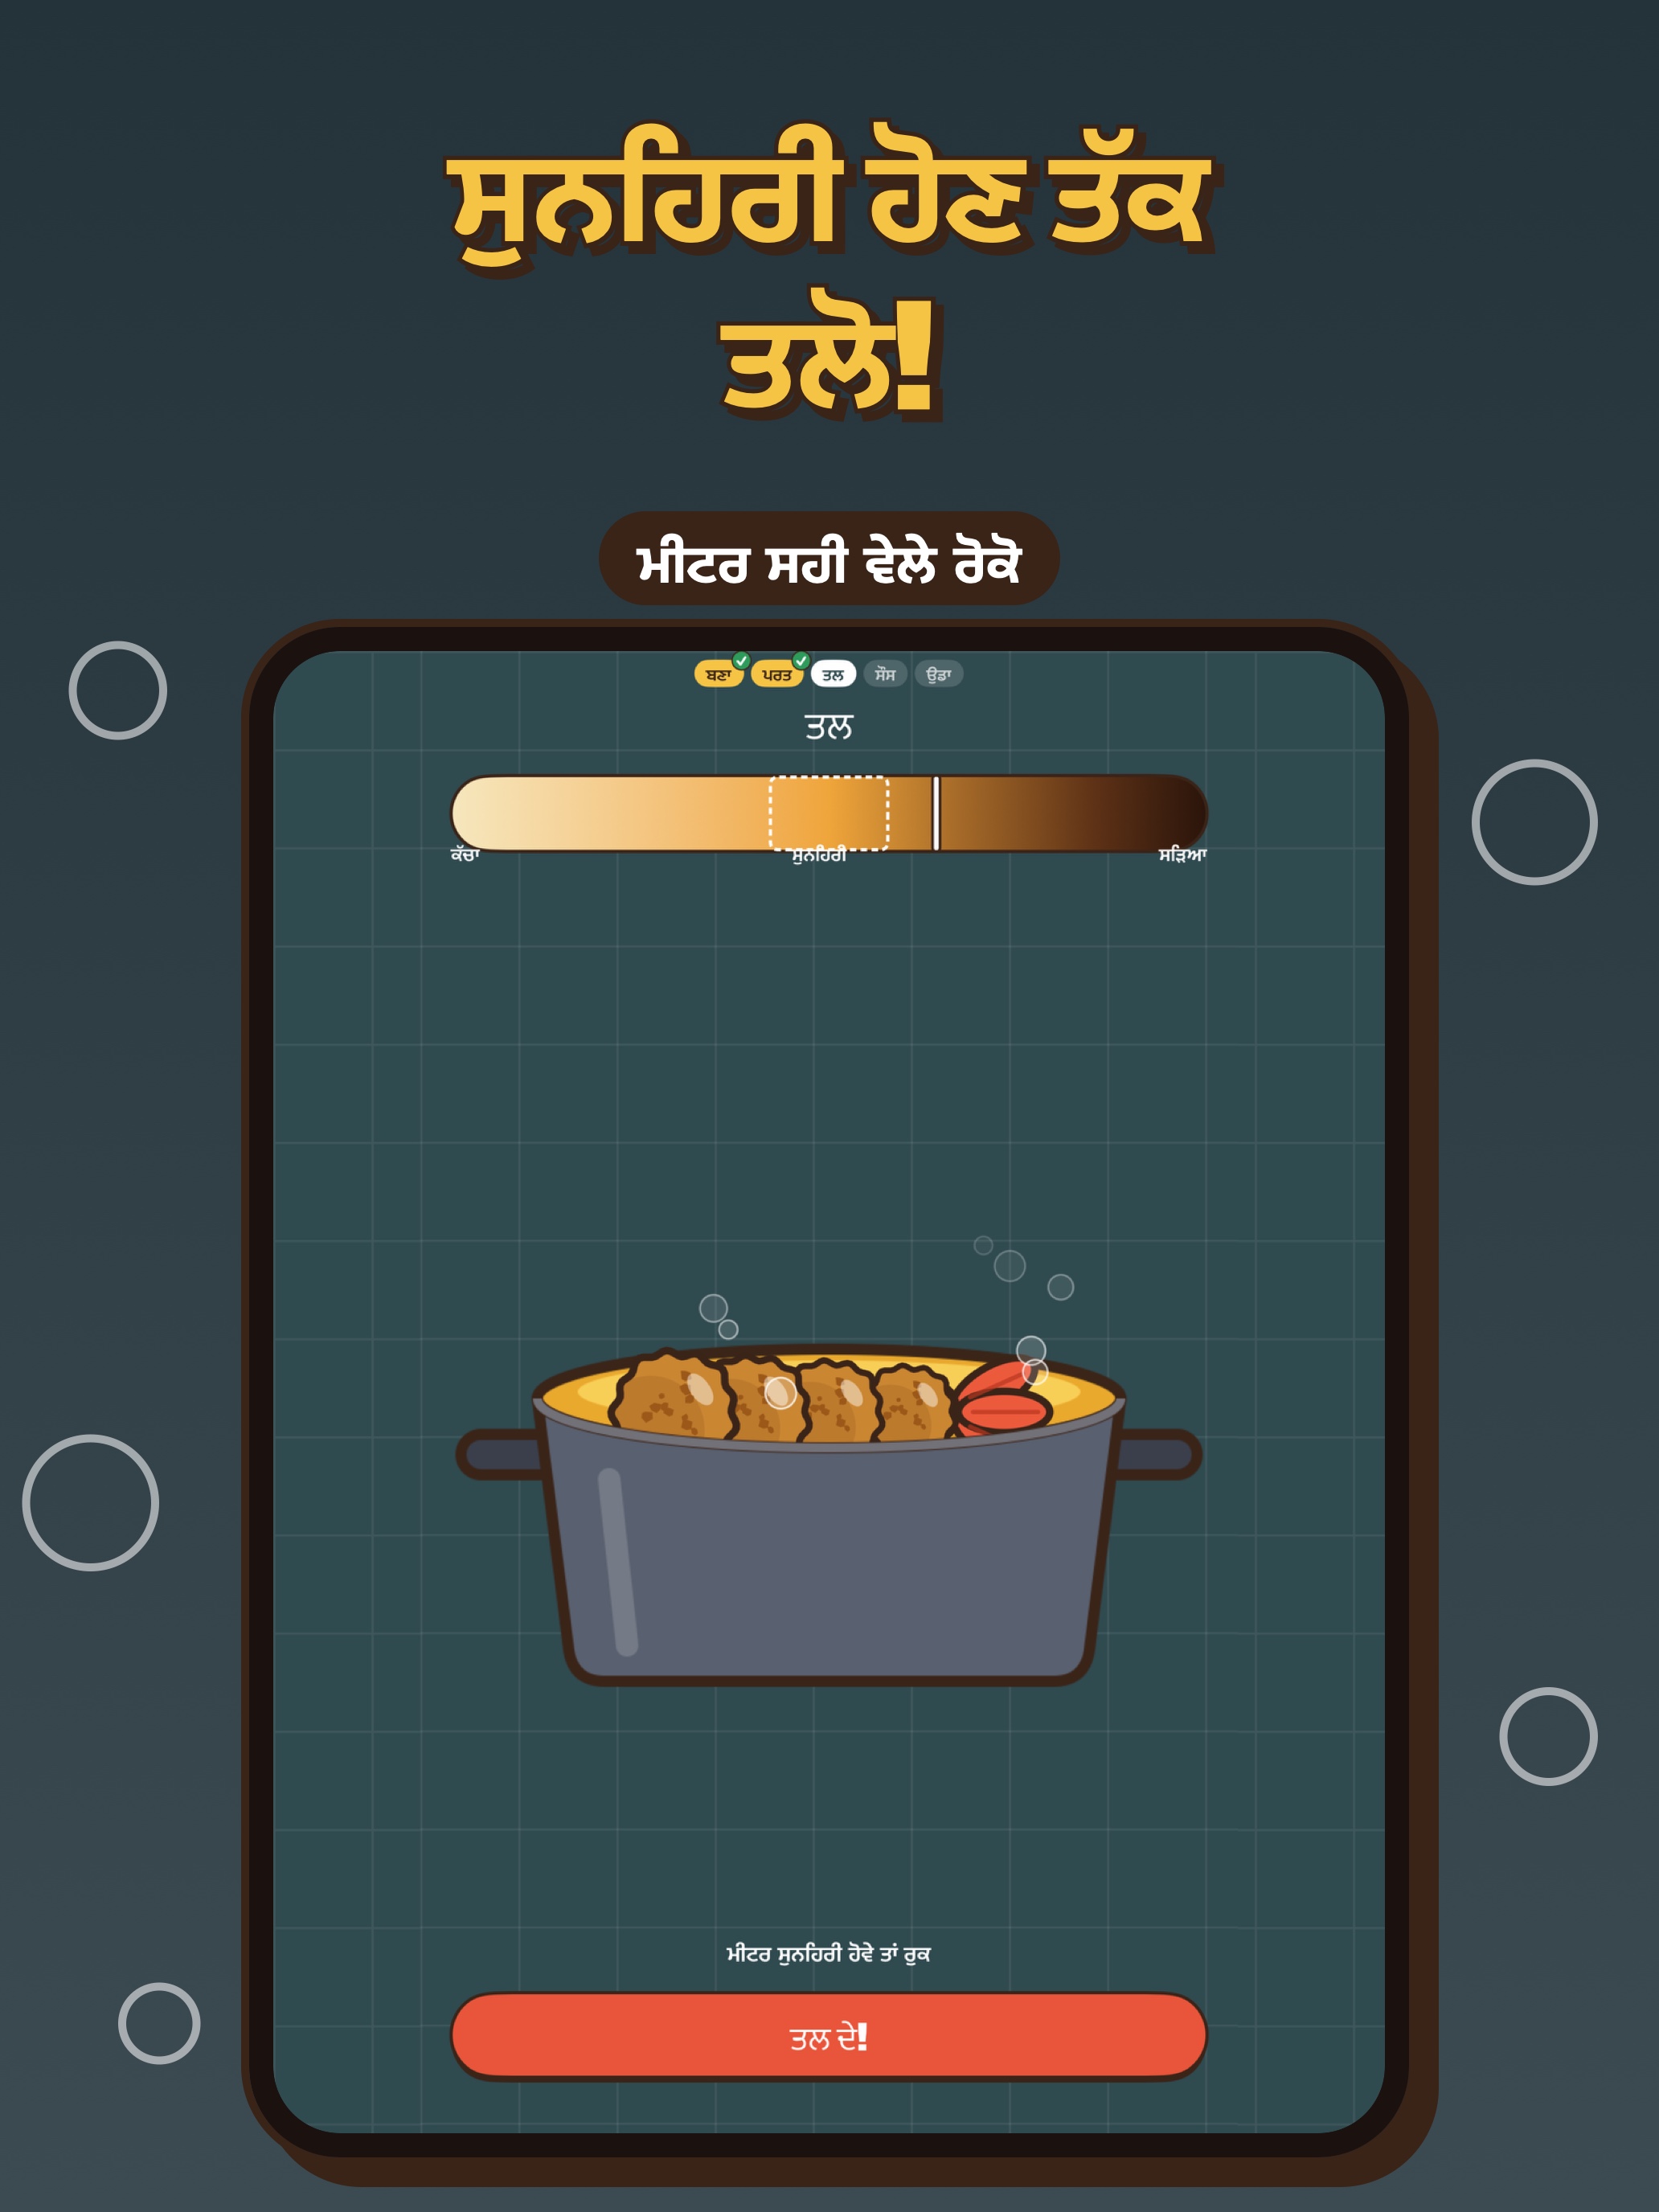 ਸੁਨਹਿਰੀ ਹੋਣ ਤੱਕ
ਤਲੋ!
ਮੀਟਰ ਸਹੀ ਵੇਲੇ ਰੋਕੋ
ਬਣਾ ਪਰਤ ਤਲ ਸੌਸ ਉਡਾ
ਤਲ
ਕੱਚਾ ਸੁਨਹਿਰੀ ਸੜਿਆ
ਮੀਟਰ ਸੁਨਹਿਰੀ ਹੋਵੇ ਤਾਂ ਰੁਕ
ਤਲ ਦੇ!